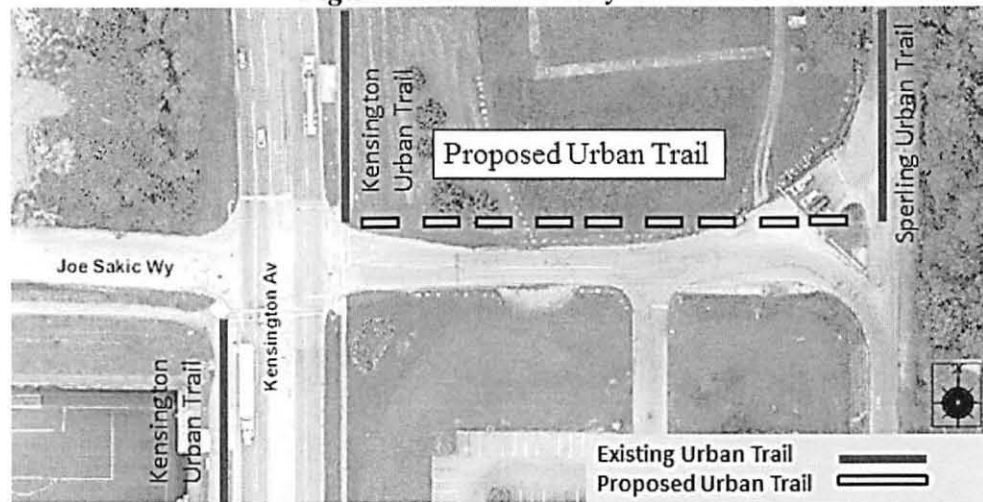 Kensington
Urban Trail
Proposed Urban Trail
Sperling Urban Trail
Joe Sakic Wy
Kensington Av
Kensington
Urban Trail
Existing Urban Trail
Proposed Urban Trail